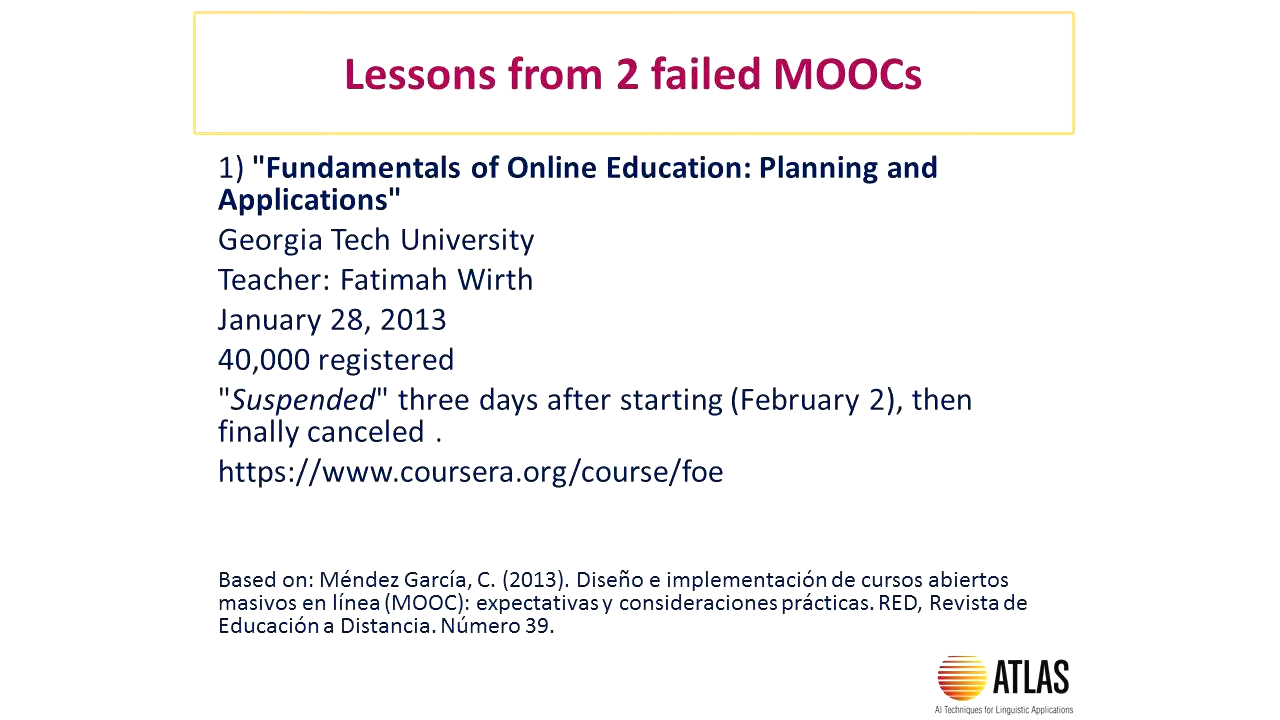 Lessons from 2 failed MOOCs
1) "Fundamentals of Online Education: Planning and
Applications"
Georgia Tech University
Teacher: Fatimah Wirth
January 28, 2013
40,000 registered
"Suspended" three days after starting (February 2), then
finally canceled .
https://www.coursera.org/course/foe
Based on: Méndez García, C. (2013). Diseño e implementación de cursos abiertos
masivos en línea (MOOC): expectativas y consideraciones prácticas. RED, Revista de
Educación a Distancia. Número 39.
ATLAS
AI Techniques for Linguistic Applications